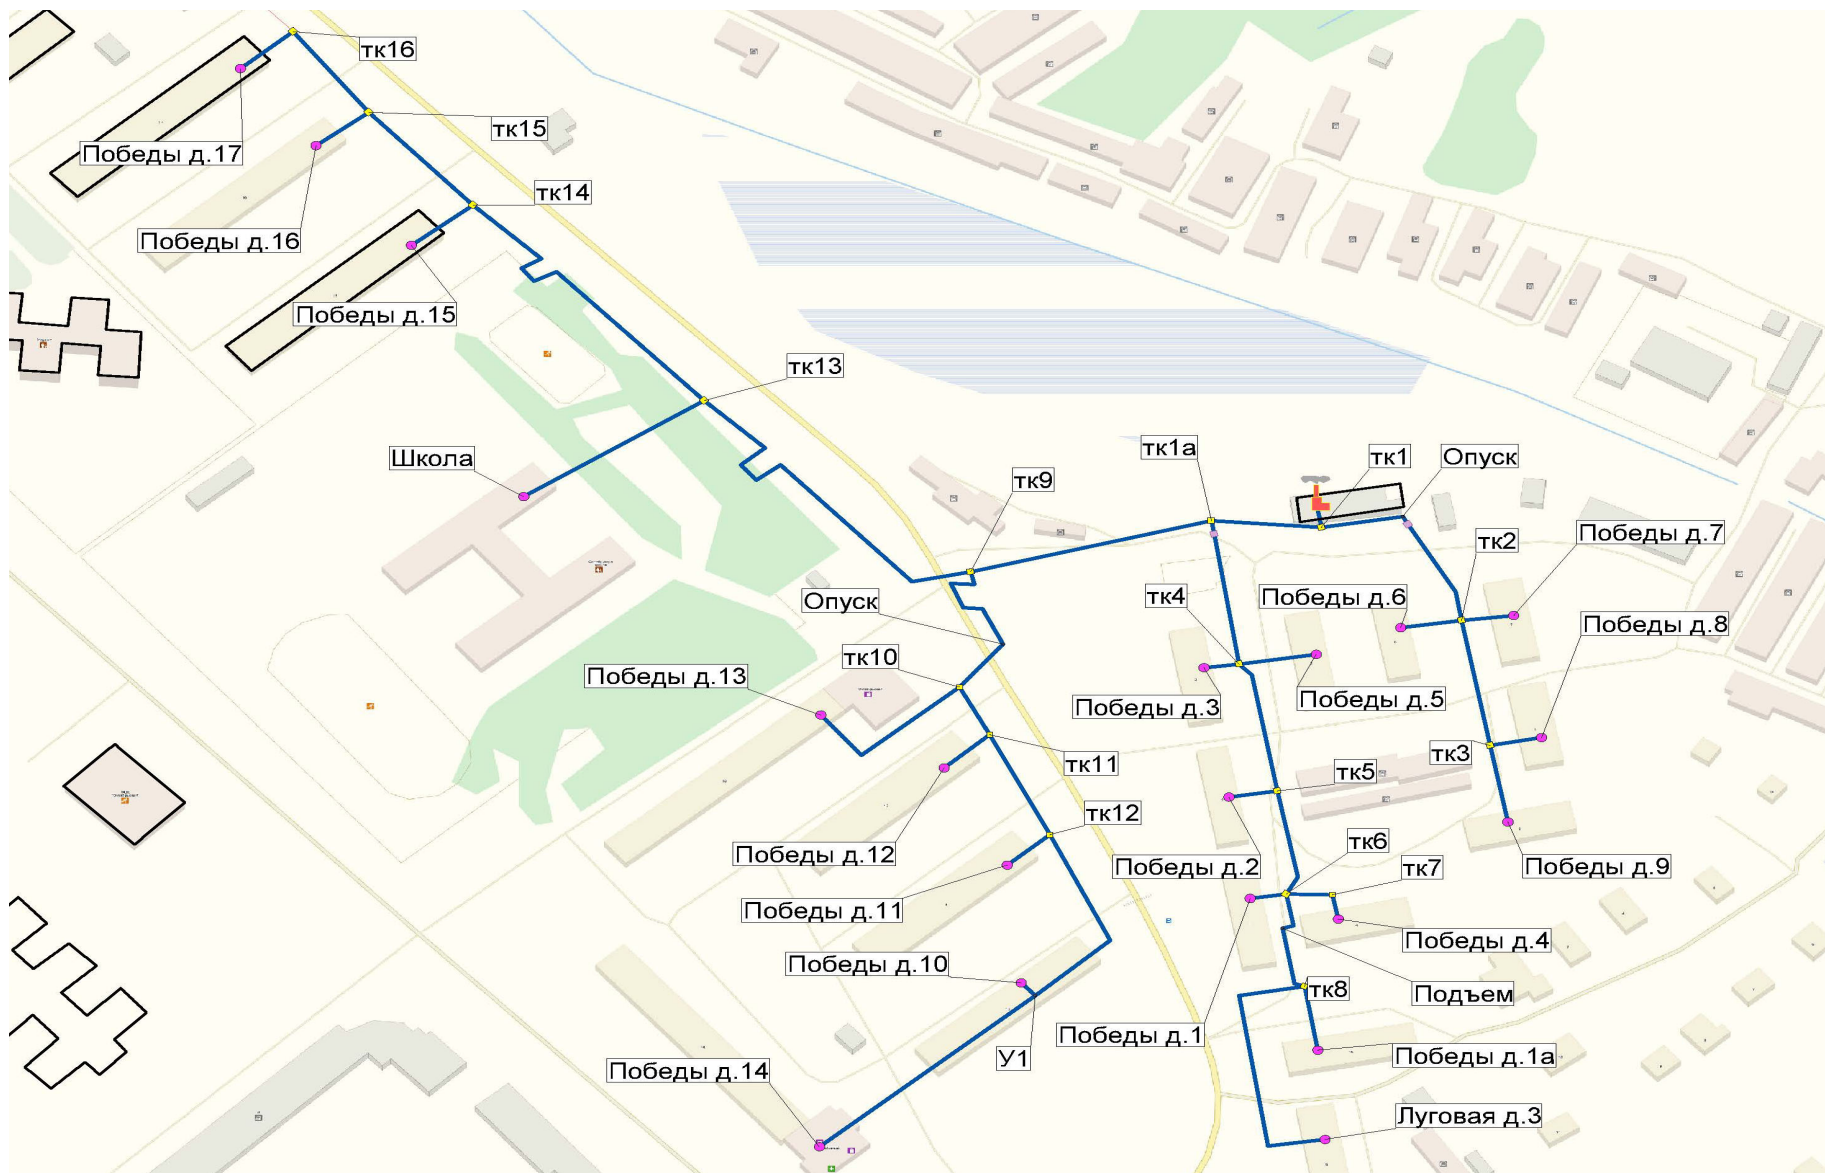 тк16
тк15
Победы д.17
тк14
Победы д.16
Победы д.15
тк13
Школа
тк1а
тк1
Опуск
тк9
тк2
Победы д.7
Опуск
тк4
Победы д.6
Победы д.8
тк10
Победы д.13
Победы д.3
Победы д.5
тк11
тк3
тк5
тк12
Победы д.12
Победы д.2
тк6
тк7
Победы д.9
Победы д.11
Победы д.4
Победы д.10
тк8
Подъем
Победы д.1
У1
Победы д.1а
Победы д.14
Луговая д.3